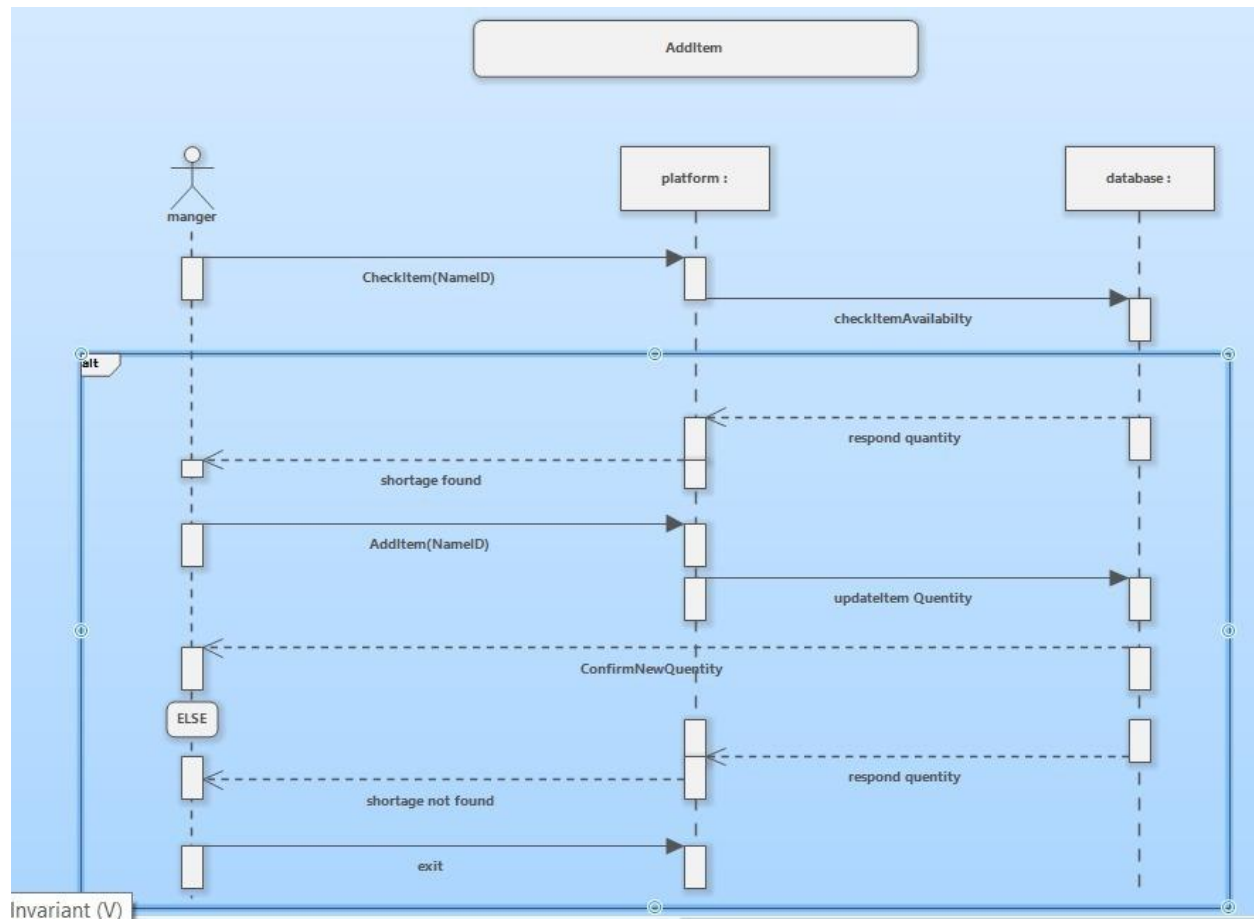 AddItem
manger
platform :
database :
CheckItem(NameID)
checkItemAvailabilty
alt
respond quantity
shortage found
AddItem(NameID)
updateItem Quentity
ConfirmNewQuentity
ELSE
respond quentity
shortage not found
exit
Invariant (V)